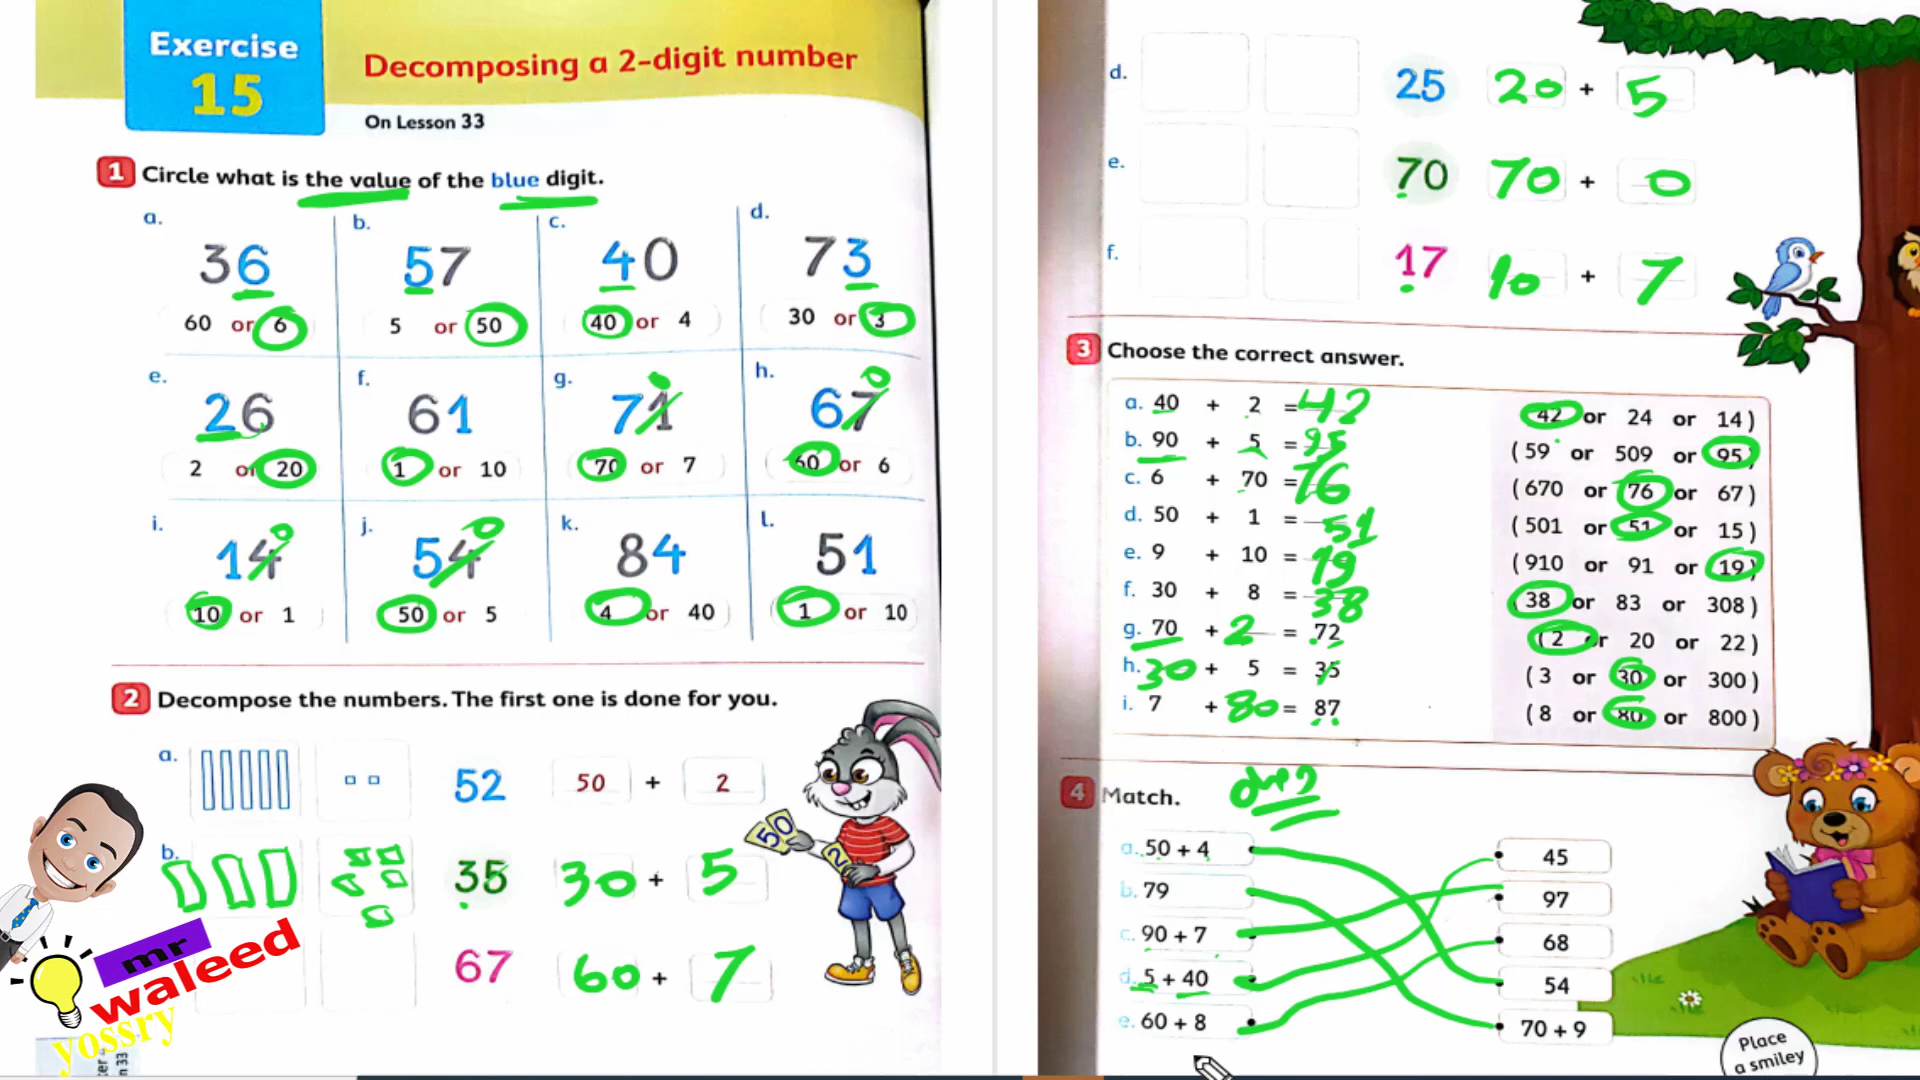 Exercise
15
Decomposing a 2-digit number
On Lesson 33
1 Circle what is the value of the blue digit.
a. b. c. d.
36 57 40 73
60 or 6 5 or 50 40 or 4 30 or 3
e. f. g. h.
26 61 71 0 67 0
2 or 20 1 or 10 70 or 7 60 or 6
i. j. k. l.
14 0 54 0 84 51
10 or 1 50 or 5 4 or 40 1 or 10
2 Decompose the numbers. The first one is done for you.
a. 52 50 + 2
b. 35 30 + 5
67 60 + 7
50
2
mr
waleed
yossry
n 33
d. 25 20 + 5
e. 70 70 + 0
f. 17 10 + 7
3 Choose the correct answer.
a. 40 + 2 = 42 42 or 24 or 14 )
b. 90 + 5 = 95 ( 59 or 509 or 95
c. 6 + 70 = 76 ( 670 or 76 or 67 )
d. 50 + 1 = 51 ( 501 or 51 or 15 )
e. 9 + 10 = 19 ( 910 or 91 or 19 )
f. 30 + 8 = 38 ( 38 or 83 or 308 )
g. 70 + 2 = 72 ( 2 or 20 or 22 )
h. 30 + 5 = 35 ( 3 or 30 or 300 )
i. 7 + 80 = 87 ( 8 or 80 or 800 )
4 Match.
a. 50 + 4 45
b. 79 97
c. 90 + 7 68
d. 5 + 40 54
e. 60 + 8 70 + 9
Place
a smiley